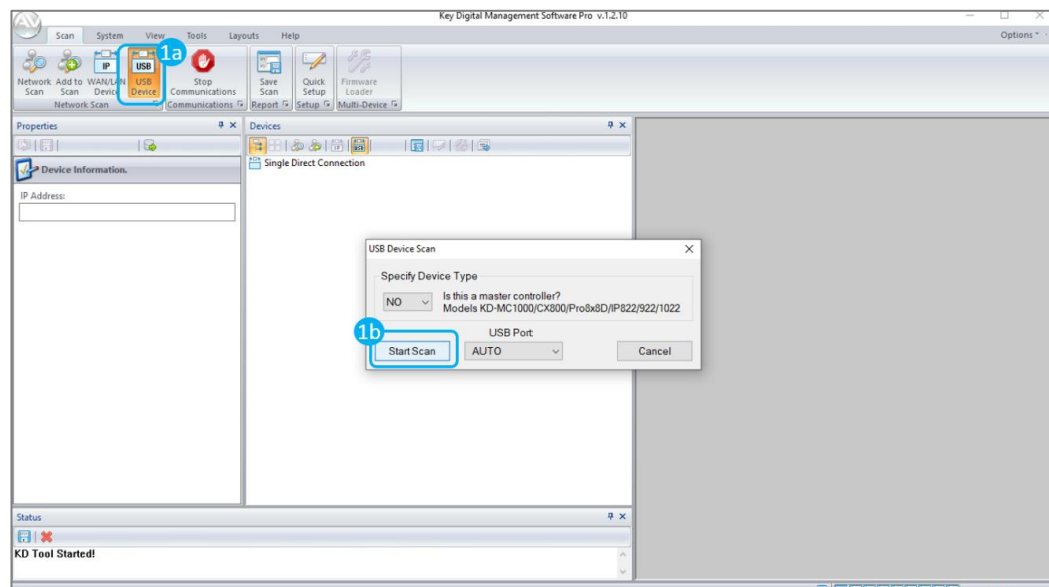 Key Digital Management Software Pro v.1.2.10
AV
Scan System View Tools Layouts Help Options
1a
Network Scan
Add to Scan
IP
WAN/LAN Device
USB
USB Device
Stop Communications
Save Scan
Quick Setup
Firmware Loader
Network Scan Communications Report Setup Multi-Device
Properties
Devices
Device Information.
Single Direct Connection
IP Address:
USB Device Scan
Specify Device Type
NO
Is this a master controller?
Models KD-MC1000/CX800/Pro8x8D/IP822/922/1022
1b
USB Port
Start Scan AUTO Cancel
Status
KD Tool Started!